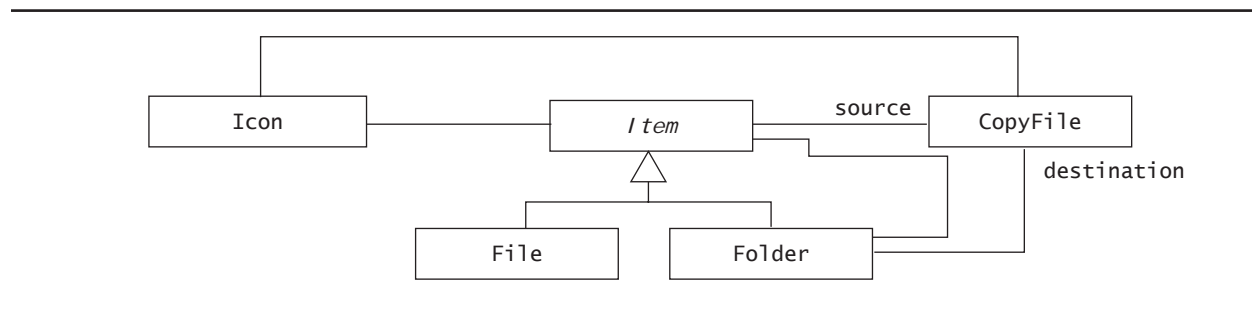 source
Icon
Item
CopyFile
destination
File
Folder